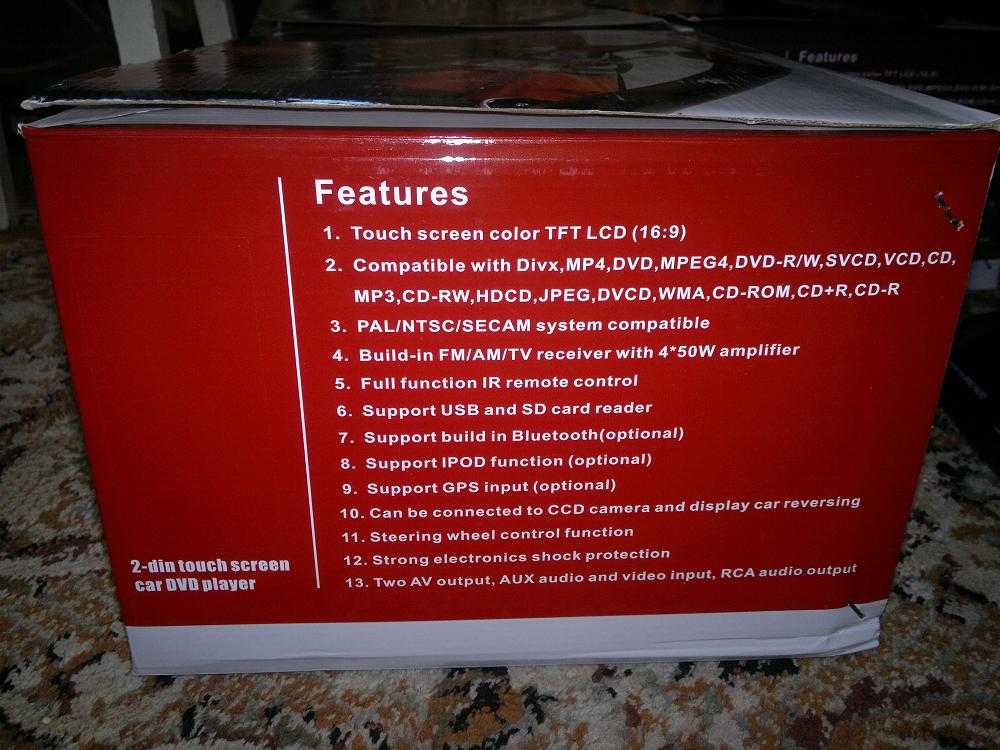 Features
1. Touch screen color TFT LCD (16:9)
2. Compatible with Divx,MP4,DVD,MPEG4,DVD-R/W,SVCD,VCD,CD,
MP3,CD-RW,HDCD,JPEG,DVCD,WMA,CD-ROM,CD+R,CD-R
3. PAL/NTSC/SECAM system compatible
4. Build-in FM/AM/TV receiver with 4*50W amplifier
5. Full function IR remote control
6. Support USB and SD card reader
7. Support build in Bluetooth(optional)
8. Support IPOD function (optional)
9. Support GPS input (optional)
10. Can be connected to CCD camera and display car reversing
11. Steering wheel control function
12. Strong electronics shock protection
13. Two AV output, AUX audio and video input, RCA audio output
2-din touch screen
car DVD player
Features